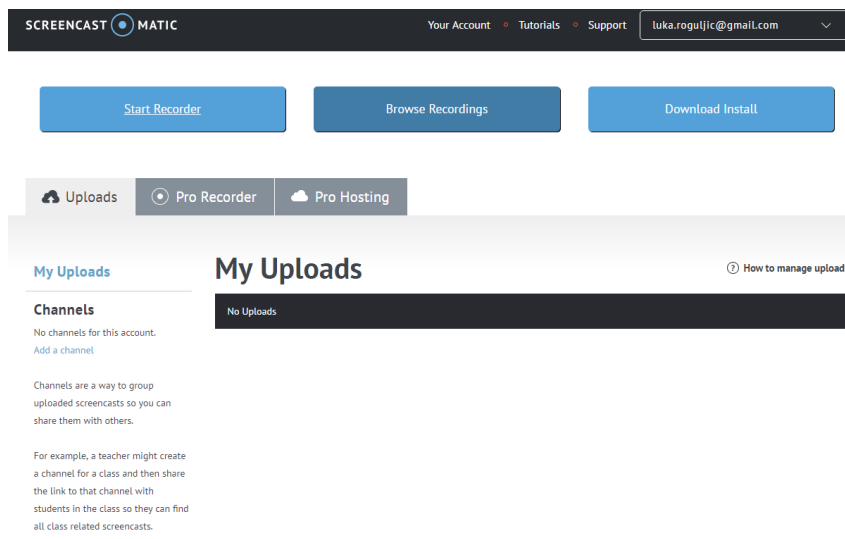 SCREENCAST MATIC
Your Account Tutorials Support luka.roguljic@gmail.com
Start Recorder
Browse Recordings
Download Install
Uploads
Pro Recorder
Pro Hosting
My Uploads
Channels
No channels for this account.
Add a channel
Channels are a way to group
uploaded screencasts so you can
share them with others.
For example, a teacher might create
a channel for a class and then share
the link to that channel with
students in the class so they can find
all class related screencasts.
My Uploads
? How to manage upload
No Uploads